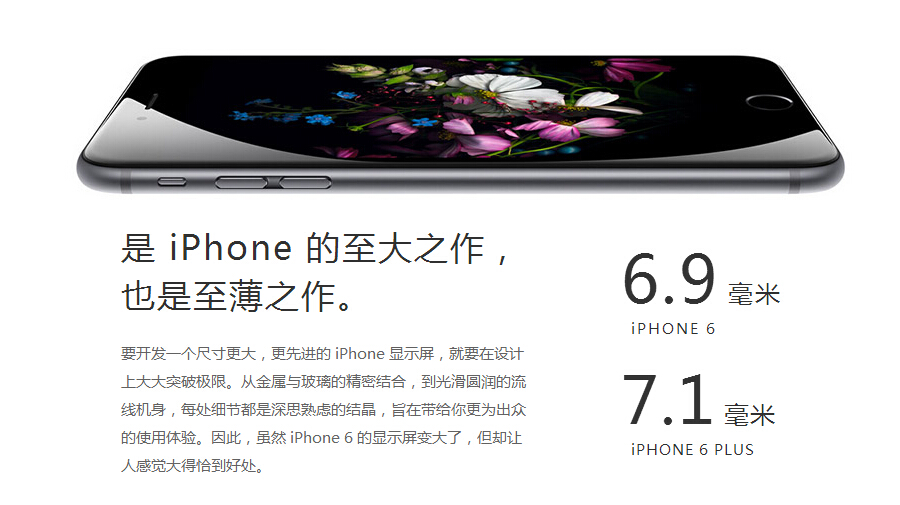 是 iPhone 的至大之作，
也是至薄之作。
要开发一个尺寸更大，更先进的 iPhone 显示屏，就要在设计
上大大突破极限。从金属与玻璃的精密结合，到光滑圆润的流
线机身，每处细节都是深思熟虑的结晶，旨在带给你更为出众
的使用体验。因此，虽然 iPhone 6 的显示屏变大了，但却让
人感觉大得恰到好处。
6.9 毫米
iPHONE 6
7.1 毫米
iPHONE 6 PLUS